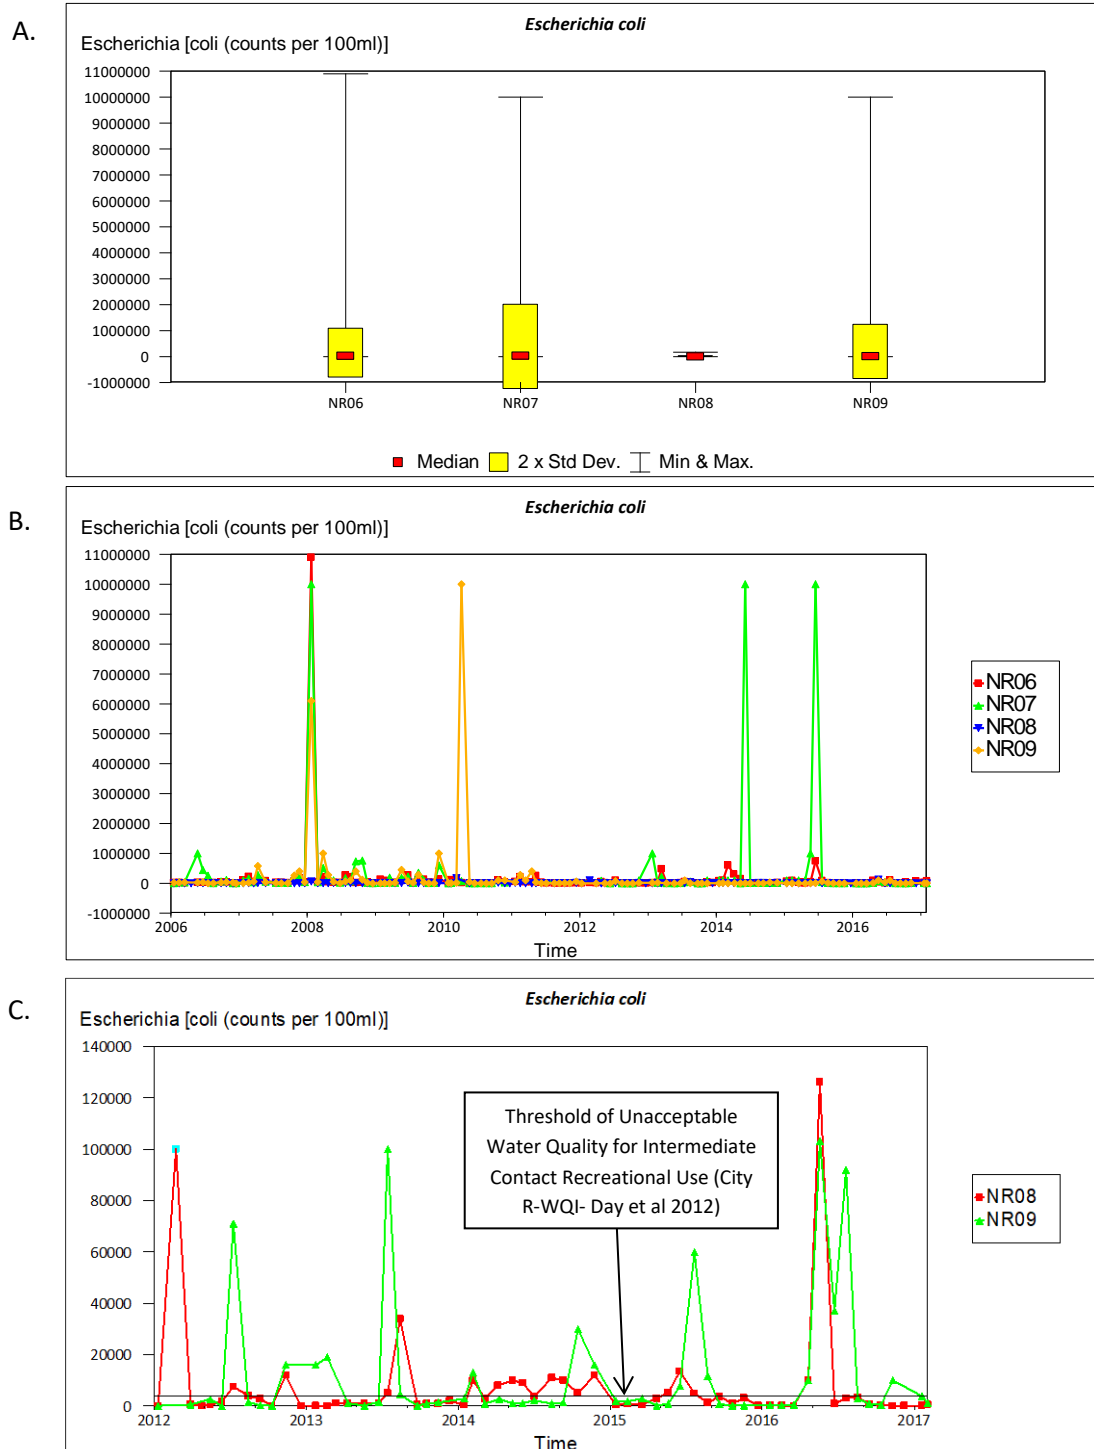 A.
Escherichia coli
Escherichia [coli (counts per 100ml)]
11000000
10000000
9000000
8000000
7000000
6000000
5000000
4000000
3000000
2000000
1000000
0
-1000000
NR06 NR07 NR08 NR09
Median 2 x Std Dev. Min & Max.
B.
Escherichia coli
Escherichia [coli (counts per 100ml)]
11000000
10000000
9000000
8000000
7000000
6000000
5000000
4000000
3000000
2000000
1000000
0
-1000000
2006 2008 2010 2012 2014 2016
Time
NR06
NR07
NR08
NR09
C.
Escherichia coli
Escherichia [coli (counts per 100ml)]
140000
120000
100000
80000
60000
40000
20000
0
2012 2013 2014 2015 2016 2017
Time
Threshold of Unacceptable
Water Quality for Intermediate
Contact Recreational Use (City
R-WQI- Day et al 2012)
NR08
NR09